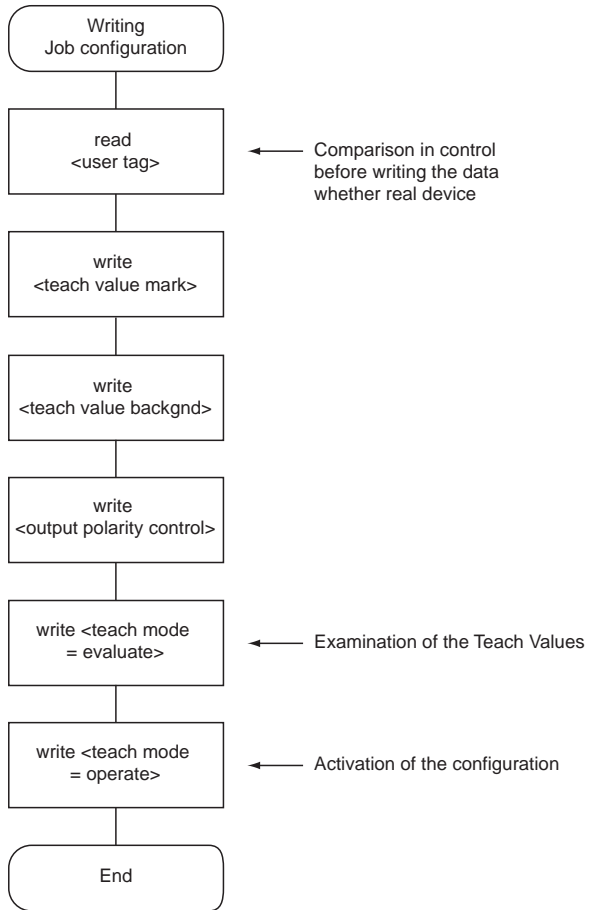 Writing
Job configuration
read
<user tag>
Comparison in control
before writing the data
whether real device
write
<teach value mark>
write
<teach value backgnd>
write
<output polarity control>
write <teach mode
= evaluate>
Examination of the Teach Values
write <teach mode
= operate>
Activation of the configuration
End